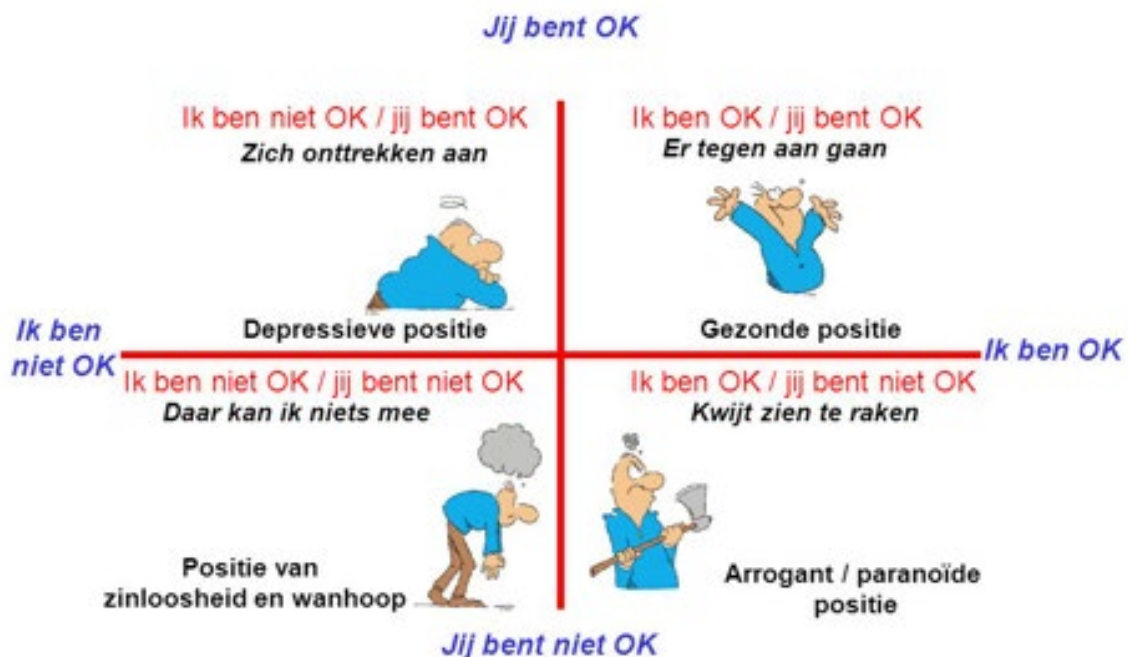 Jij bent OK
Ik ben niet OK / jij bent OK
Zich onttrekken aan
Ik ben OK / jij bent OK
Er tegen aan gaan
Depressieve positie
Gezonde positie
Ik ben
niet OK
Ik ben OK
Ik ben niet OK / jij bent niet OK
Daar kan ik niets mee
Ik ben OK / jij bent niet OK
Kwijt zien te raken
Positie van
zinloosheid en wanhoop
Arrogant / paranoïde
positie
Jij bent niet OK